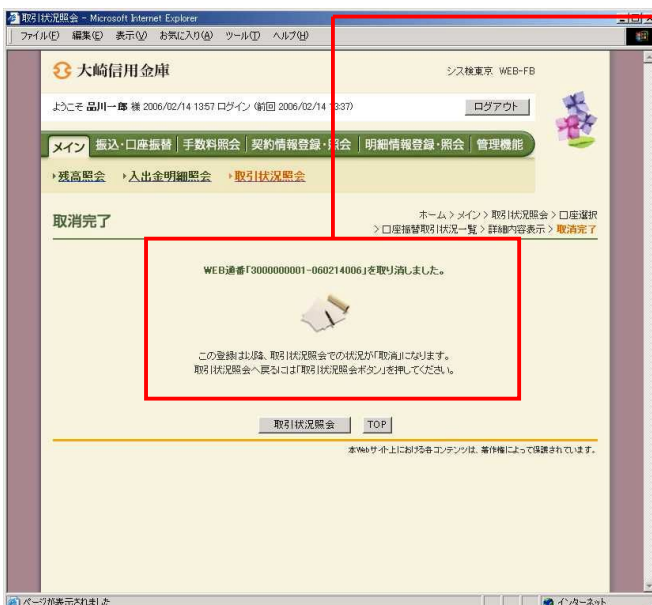 取引状況照会 - Microsoft Internet Explorer
ファイル(F) 編集(E) 表示(V) お気に入り(A) ツール(T) ヘルプ(H)
大崎信用金庫
シス検東京 WEB-FB
ようこそ 品川一郎 様 2006/02/14 1357 ログイン (前回 2006/02/14 13:37)
ログアウト
メイン 振込・口座振替 手数料照会 契約情報登録・照会 明細情報登録・照会 管理機能
残高照会 入出金明細照会 取引状況照会
取消完了
ホーム > メイン > 取引状況照会 > 口座選択
> 口座振替取引状況一覧 > 詳細内容表示 > 取消完了
WEB通番「3000000001-060214006」を取り消しました。
この登録は以降、取引状況照会での状況が「取消」になります。
取引状況照会へ戻るには「取引状況照会ボタン」を押してください。
取引状況照会 TOP
本Webサイト上における各コンテンツは、著作権によって保護されています。
ページが表示されました
インターネット